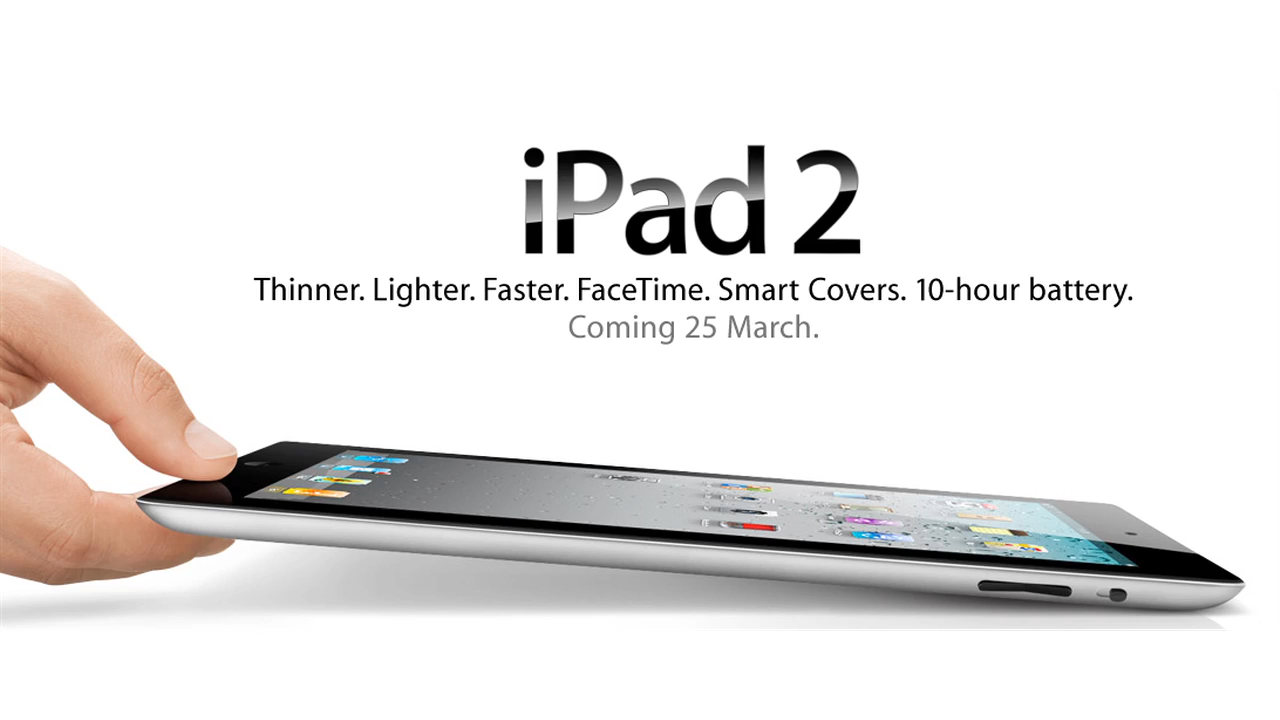 iPad 2
Thinner. Lighter. Faster. FaceTime. Smart Covers. 10-hour battery.
Coming 25 March.